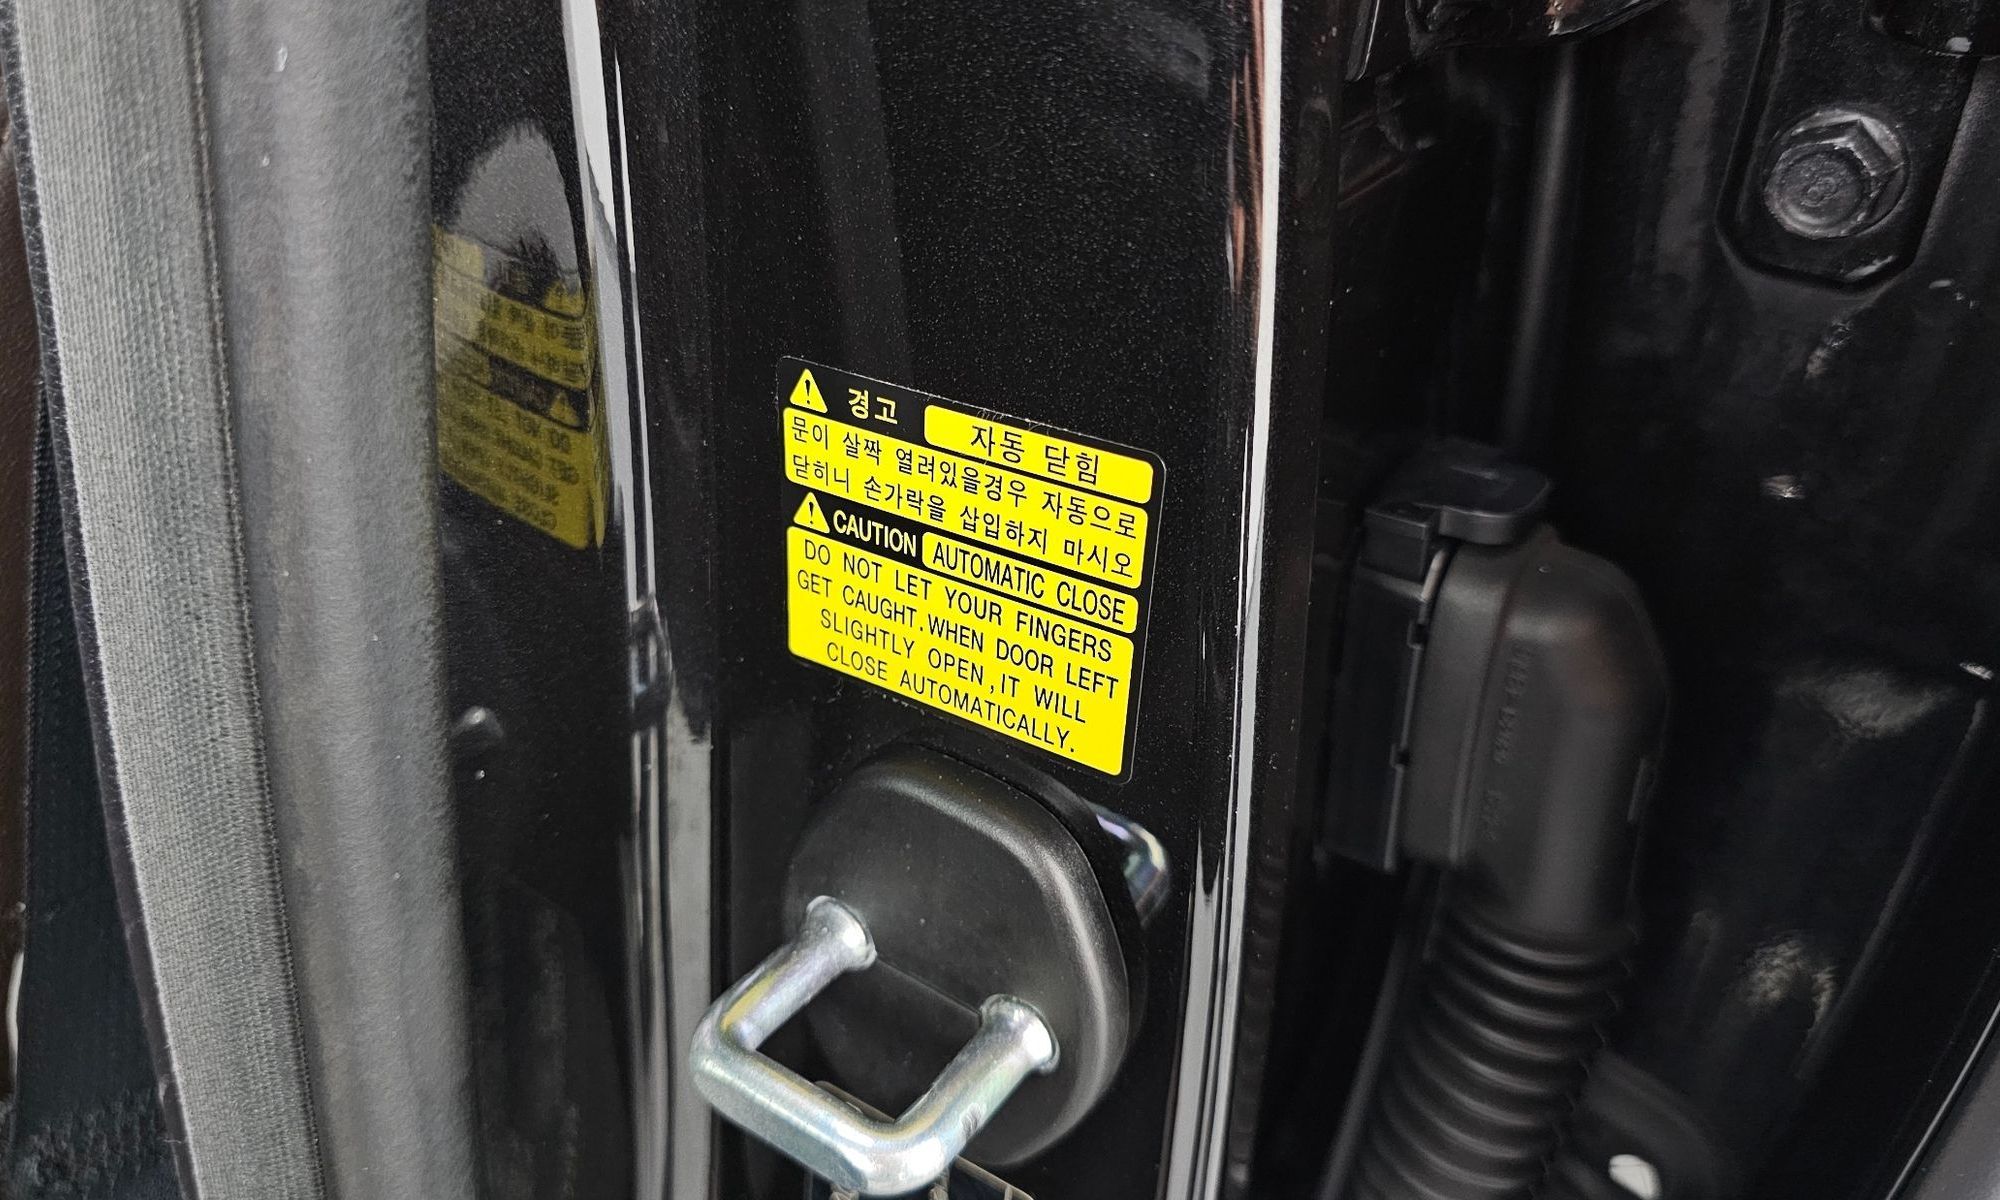 경고 자동 닫힘
문이 살짝 열려있을경우 자동으로
닫히니 손가락을 삽입하지 마시오
CAUTION AUTOMATIC CLOSE
DO NOT LET YOUR FINGERS
GET CAUGHT.WHEN DOOR LEFT
SLIGHTLY OPEN,IT WILL
CLOSE AUTOMATICALLY.